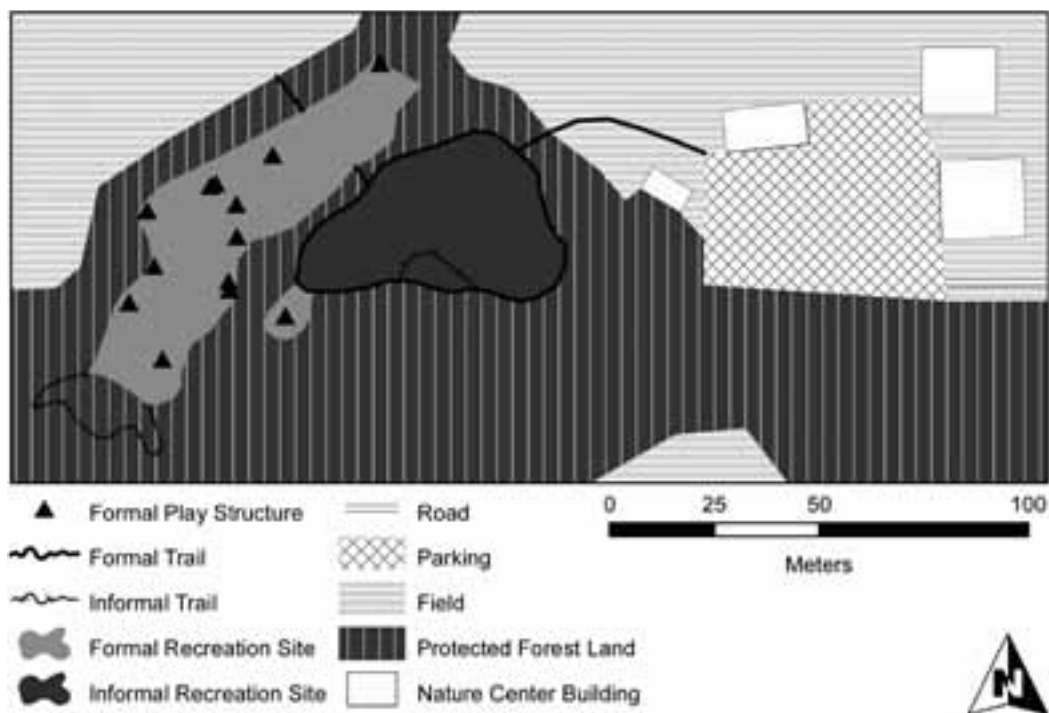 Formal Play Structure
Formal Trail
Informal Trail
Formal Recreation Site
Informal Recreation Site
Road
Parking
Field
Protected Forest Land
Nature Center Building
0 25 50 100
Meters
N